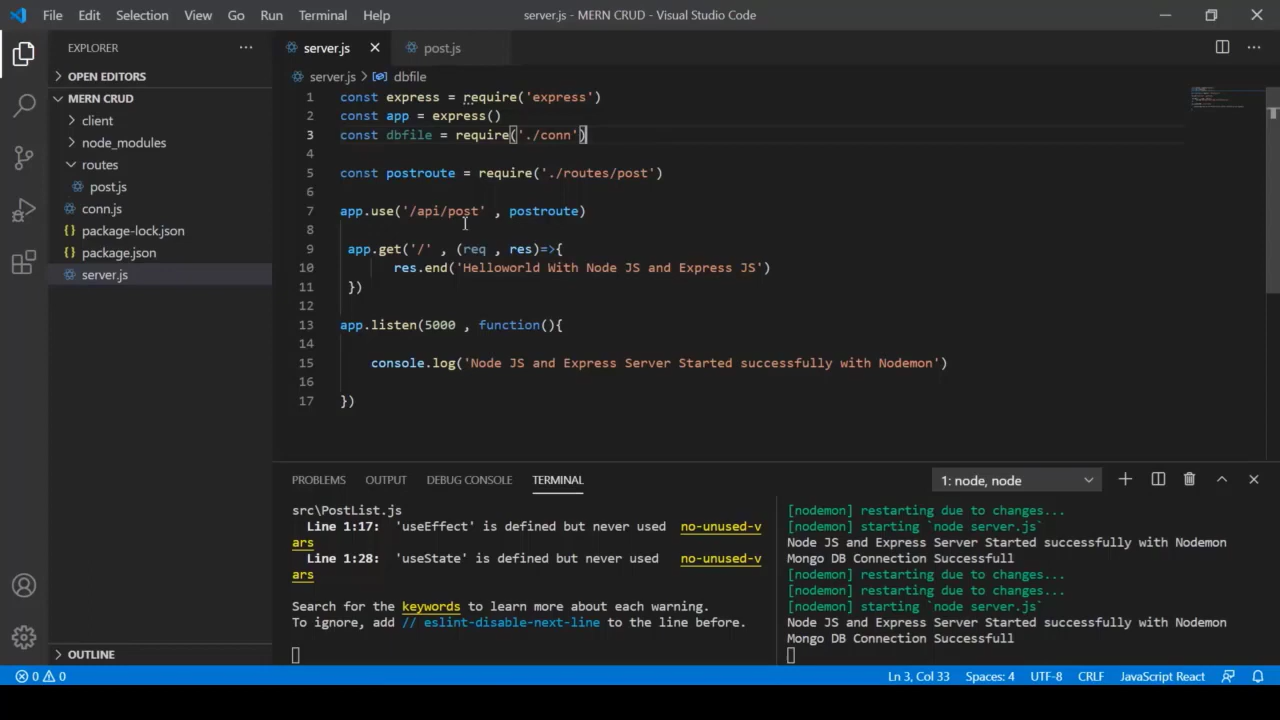 File Edit Selection View Go Run Terminal Help server.js - MERN CRUD - Visual Studio Code
EXPLORER ···
server.js post.js
OPEN EDITORS
server.js > dbfile
MERN CRUD
client
node_modules
routes
post.js
conn.js
package-lock.json
package.json
server.js
1 const express = require('express')
2 const app = express()
3 const dbfile = require('./conn')
4
5 const postroute = require('./routes/post')
6
7 app.use('/api/post' , postroute)
8
9 app.get('/' , (req , res)=>{
10 res.end('Helloworld With Node JS and Express JS')
11 })
12
13 app.listen(5000 , function(){
14
15 console.log('Node JS and Express Server Started successfully with Nodemon')
16
17 })
PROBLEMS OUTPUT DEBUG CONSOLE TERMINAL 1: node, node
src\PostList.js
Line 1:17: 'useEffect' is defined but never used no-unused-v
ars
Line 1:28: 'useState' is defined but never used no-unused-v
ars
Search for the keywords to learn more about each warning.
To ignore, add // eslint-disable-next-line to the line before.
[nodemon] restarting due to changes...
[nodemon] starting `node server.js`
Node JS and Express Server Started successfully with Nodemon
Mongo DB Connection Successfull
[nodemon] restarting due to changes...
[nodemon] restarting due to changes...
[nodemon] starting `node server.js`
Node JS and Express Server Started successfully with Nodemon
Mongo DB Connection Successfull
OUTLINE
0 0 Ln 3, Col 33 Spaces: 4 UTF-8 CRLF JavaScript React